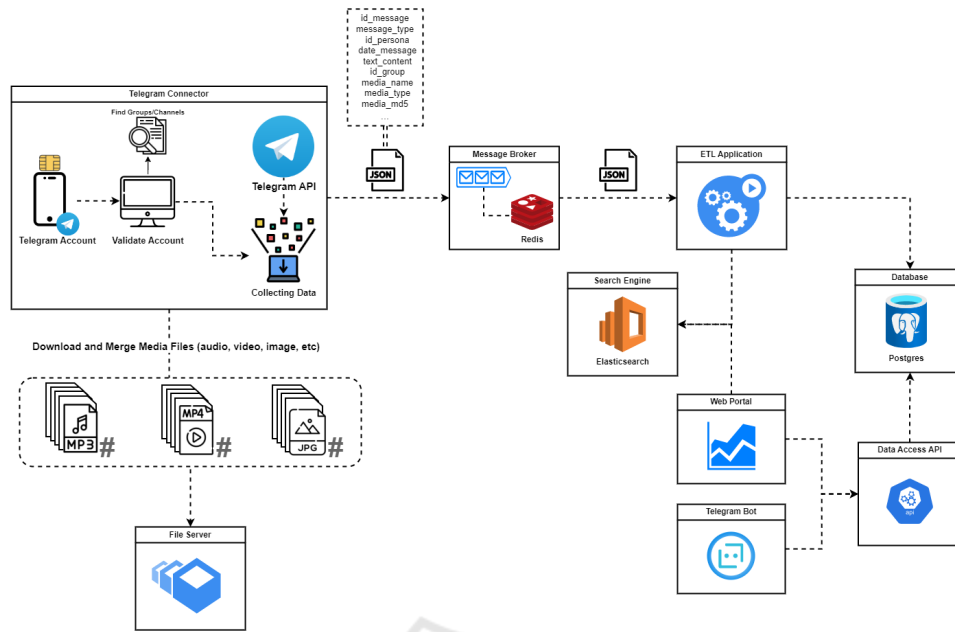 id_message
message_type
id_persona
date_message
text_content
id_group
media_name
media_type
media_md5
...
Telegram Connector
Find Groups/Channels
Telegram API
Telegram Account
Validate Account
Collecting Data
JSON
Message Broker
Redis
JSON
ETL Application
Search Engine
Elasticsearch
Database
Postgres
Download and Merge Media Files (audio, video, image, etc)
MP3
#
MP4
#
JPG
#
Web Portal
Data Access API
API
Telegram Bot
File Server